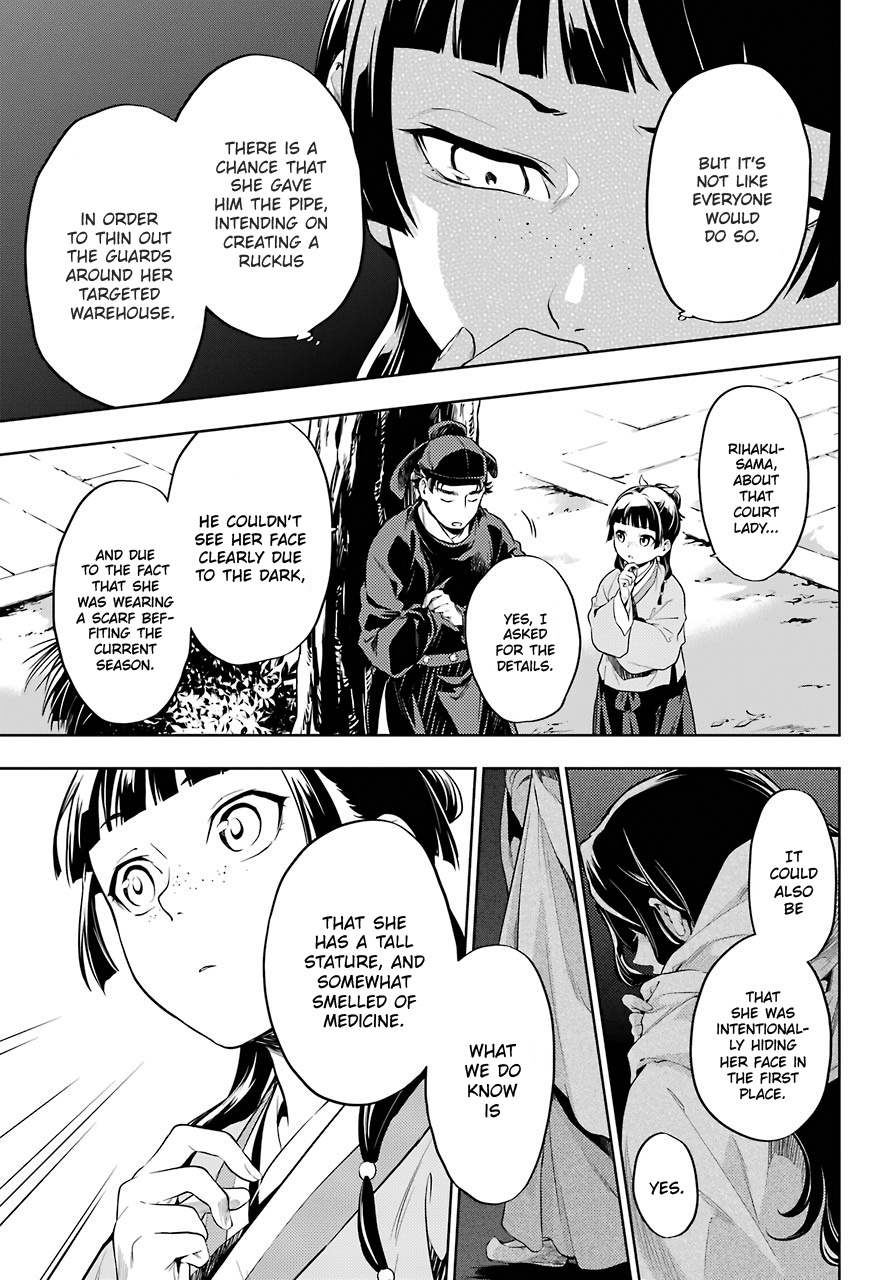 BUT IT'S
NOT LIKE
EVERYONE
WOULD
DO SO.
THERE IS A
CHANCE THAT
SHE GAVE
HIM THE PIPE,
INTENDING ON
CREATING A
RUCKUS
IN ORDER
TO THIN OUT
THE GUARDS
AROUND HER
TARGETED
WAREHOUSE.
RIHAKU-
SAMA,
ABOUT
THAT
COURT
LADY...
YES, I
ASKED
FOR THE
DETAILS.
HE COULDN'T
SEE HER FACE
CLEARLY DUE
TO THE DARK,
AND DUE
TO THE FACT
THAT SHE
WAS WEARING
A SCARF BEF-
FITING THE
CURRENT
SEASON.
IT
COULD
ALSO
BE
THAT
SHE WAS
INTENTIONAL-
LY HIDING
HER FACE IN
THE FIRST
PLACE.
YES.
WHAT
WE DO
KNOW
IS
THAT SHE
HAS A TALL
STATURE, AND
SOMEWHAT
SMELLED OF
MEDICINE.